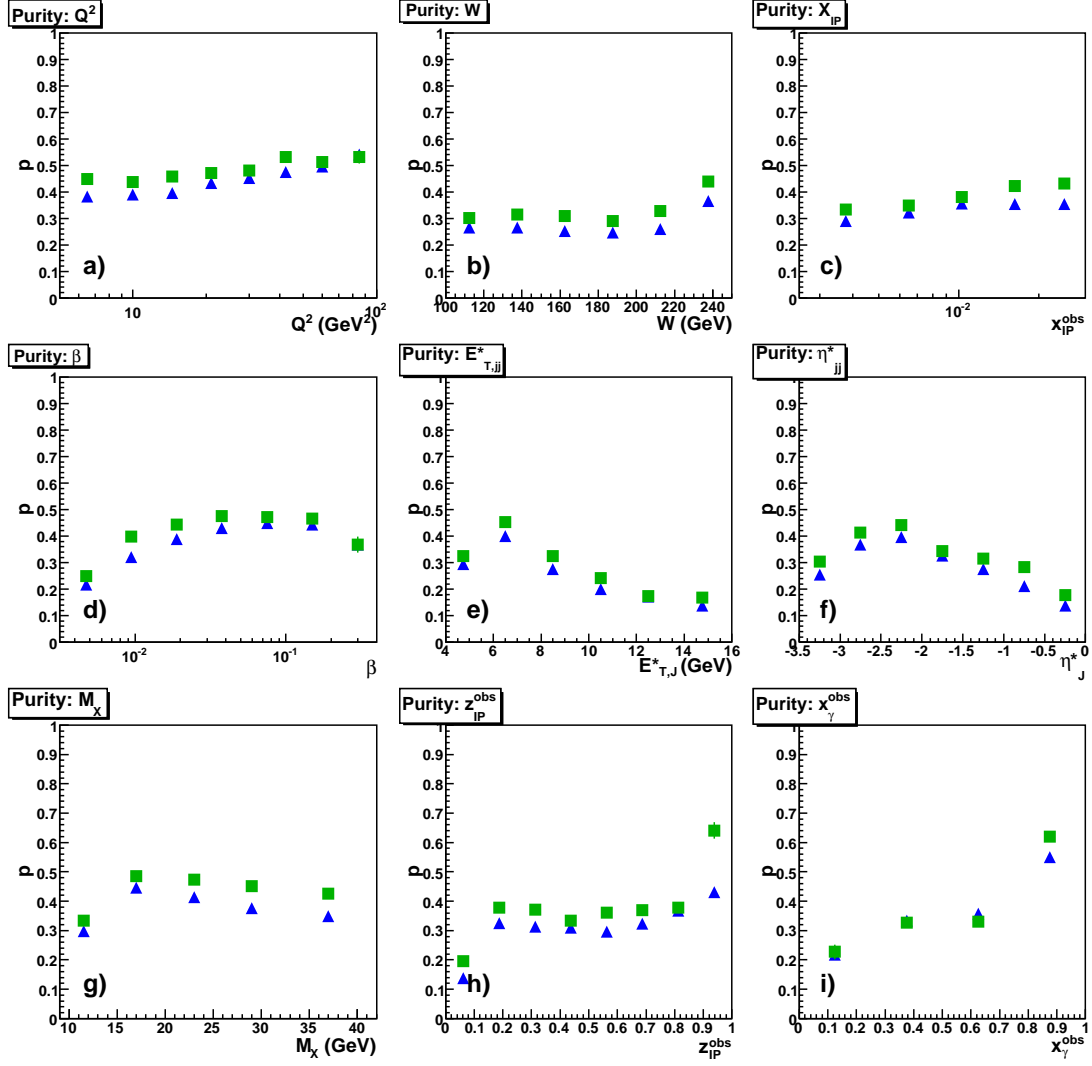 Purity: Q²
p
1
0.9
0.8
0.7
0.6
0.5
0.4
0.3
0.2
0.1
0
a)
10 10²
Q² (GeV²)
Purity: W
p
1
0.9
0.8
0.7
0.6
0.5
0.4
0.3
0.2
0.1
0
b)
100 120 140 160 180 200 220 240
W (GeV)
Purity: X_IP
p
1
0.9
0.8
0.7
0.6
0.5
0.4
0.3
0.2
0.1
0
c)
10⁻²
x_IP^obs
Purity: β
p
1
0.9
0.8
0.7
0.6
0.5
0.4
0.3
0.2
0.1
0
d)
10⁻² 10⁻¹
β
Purity: E*_T,jj
p
1
0.9
0.8
0.7
0.6
0.5
0.4
0.3
0.2
0.1
0
e)
4 6 8 10 12 14 16
E*_T,J (GeV)
Purity: η*_jj
p
1
0.9
0.8
0.7
0.6
0.5
0.4
0.3
0.2
0.1
0
f)
-3.5 -3 -2.5 -2 -1.5 -1 -0.5 0
η*_J
Purity: M_X
p
1
0.9
0.8
0.7
0.6
0.5
0.4
0.3
0.2
0.1
0
g)
10 15 20 25 30 35 40
M_X (GeV)
Purity: z_IP^obs
p
1
0.9
0.8
0.7
0.6
0.5
0.4
0.3
0.2
0.1
0
h)
0 0.1 0.2 0.3 0.4 0.5 0.6 0.7 0.8 0.9 1
z_IP^obs
Purity: x_γ^obs
p
1
0.9
0.8
0.7
0.6
0.5
0.4
0.3
0.2
0.1
0
i)
0 0.1 0.2 0.3 0.4 0.5 0.6 0.7 0.8 0.9 1
x_γ^obs